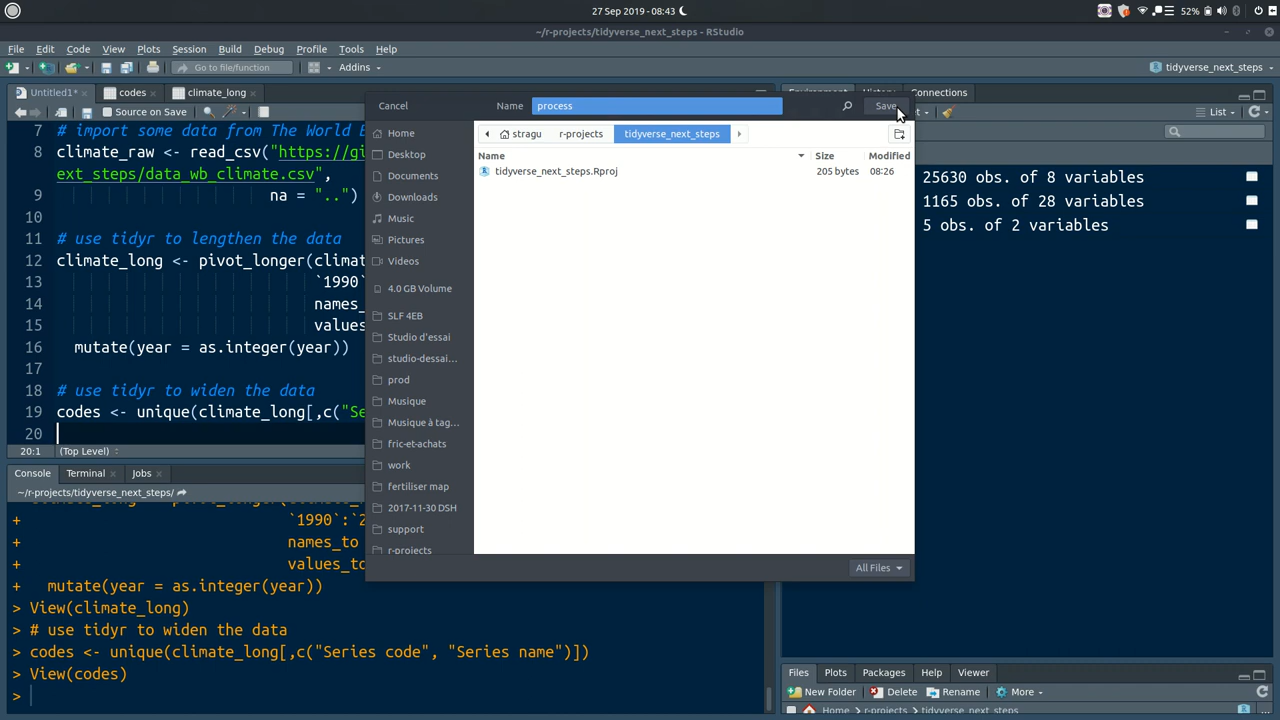 27 Sep 2019 - 08:43
52%
~/r-projects/tidyverse_next_steps - RStudio
File Edit Code View Plots Session Build Debug Profile Tools Help
Go to file/function
Addins
tidyverse_next_steps
Untitled1* codes climate_long
Source on Save
Environment History Connections
List
7 # import some data from The World B
8 climate_raw <- read_csv("https://gi
ext_steps/data_wb_climate.csv",
9 na = "..")
10
11 # use tidyr to lengthen the data
12 climate_long <- pivot_longer(climat
13 `1990`
14 names_
15 values_
16 mutate(year = as.integer(year))
17
18 # use tidyr to widen the data
19 codes <- unique(climate_long[,c("Se
20
20:1 (Top Level)
Cancel Name process Save
stragu r-projects tidyverse_next_steps
Name Size Modified
tidyverse_next_steps.Rproj 205 bytes 08:26
Home
Desktop
Documents
Downloads
Music
Pictures
Videos
4.0 GB Volume
SLF 4EB
Studio d'essai
studio-dessai…
prod
Musique
Musique à tag…
fric-et-achats
work
fertiliser map
2017-11-30 DSH
support
r-projects
All Files
25630 obs. of 8 variables
1165 obs. of 28 variables
5 obs. of 2 variables
Console Terminal Jobs
~/r-projects/tidyverse_next_steps/
+ `1990`:`2
+ names_to
+ values_to
+ mutate(year = as.integer(year))
> View(climate_long)
> # use tidyr to widen the data
> codes <- unique(climate_long[,c("Series code", "Series name")])
> View(codes)
>
Files Plots Packages Help Viewer
New Folder Delete Rename More
Home r-projects tidyverse_next_steps